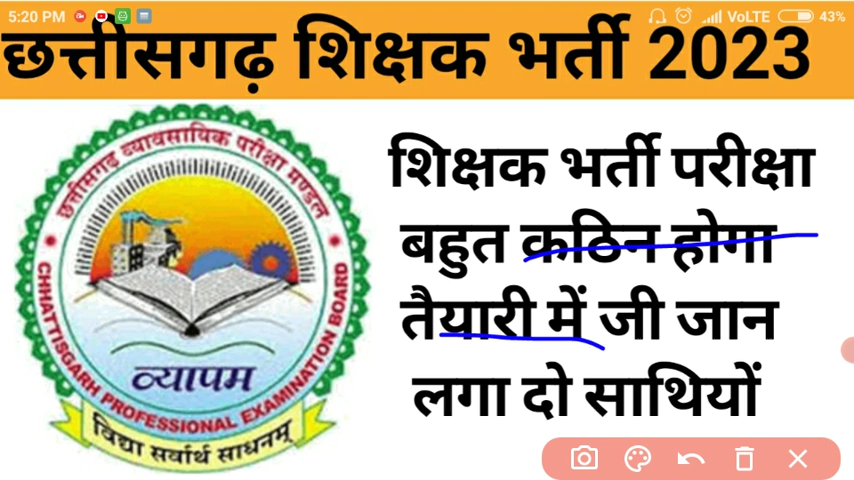 5:20 PM VoLTE 43%
छत्तीसगढ़ शिक्षक भर्ती 2023
छत्तीसगढ़ व्यावसायिक परीक्षा मण्डल
CHHATTISGARH PROFESSIONAL EXAMINATION BOARD
व्यापम
विद्या सर्वार्थ साधनम्
शिक्षक भर्ती परीक्षा
बहुत कठिन होगा
तैयारी में जी जान
लगा दो साथियों